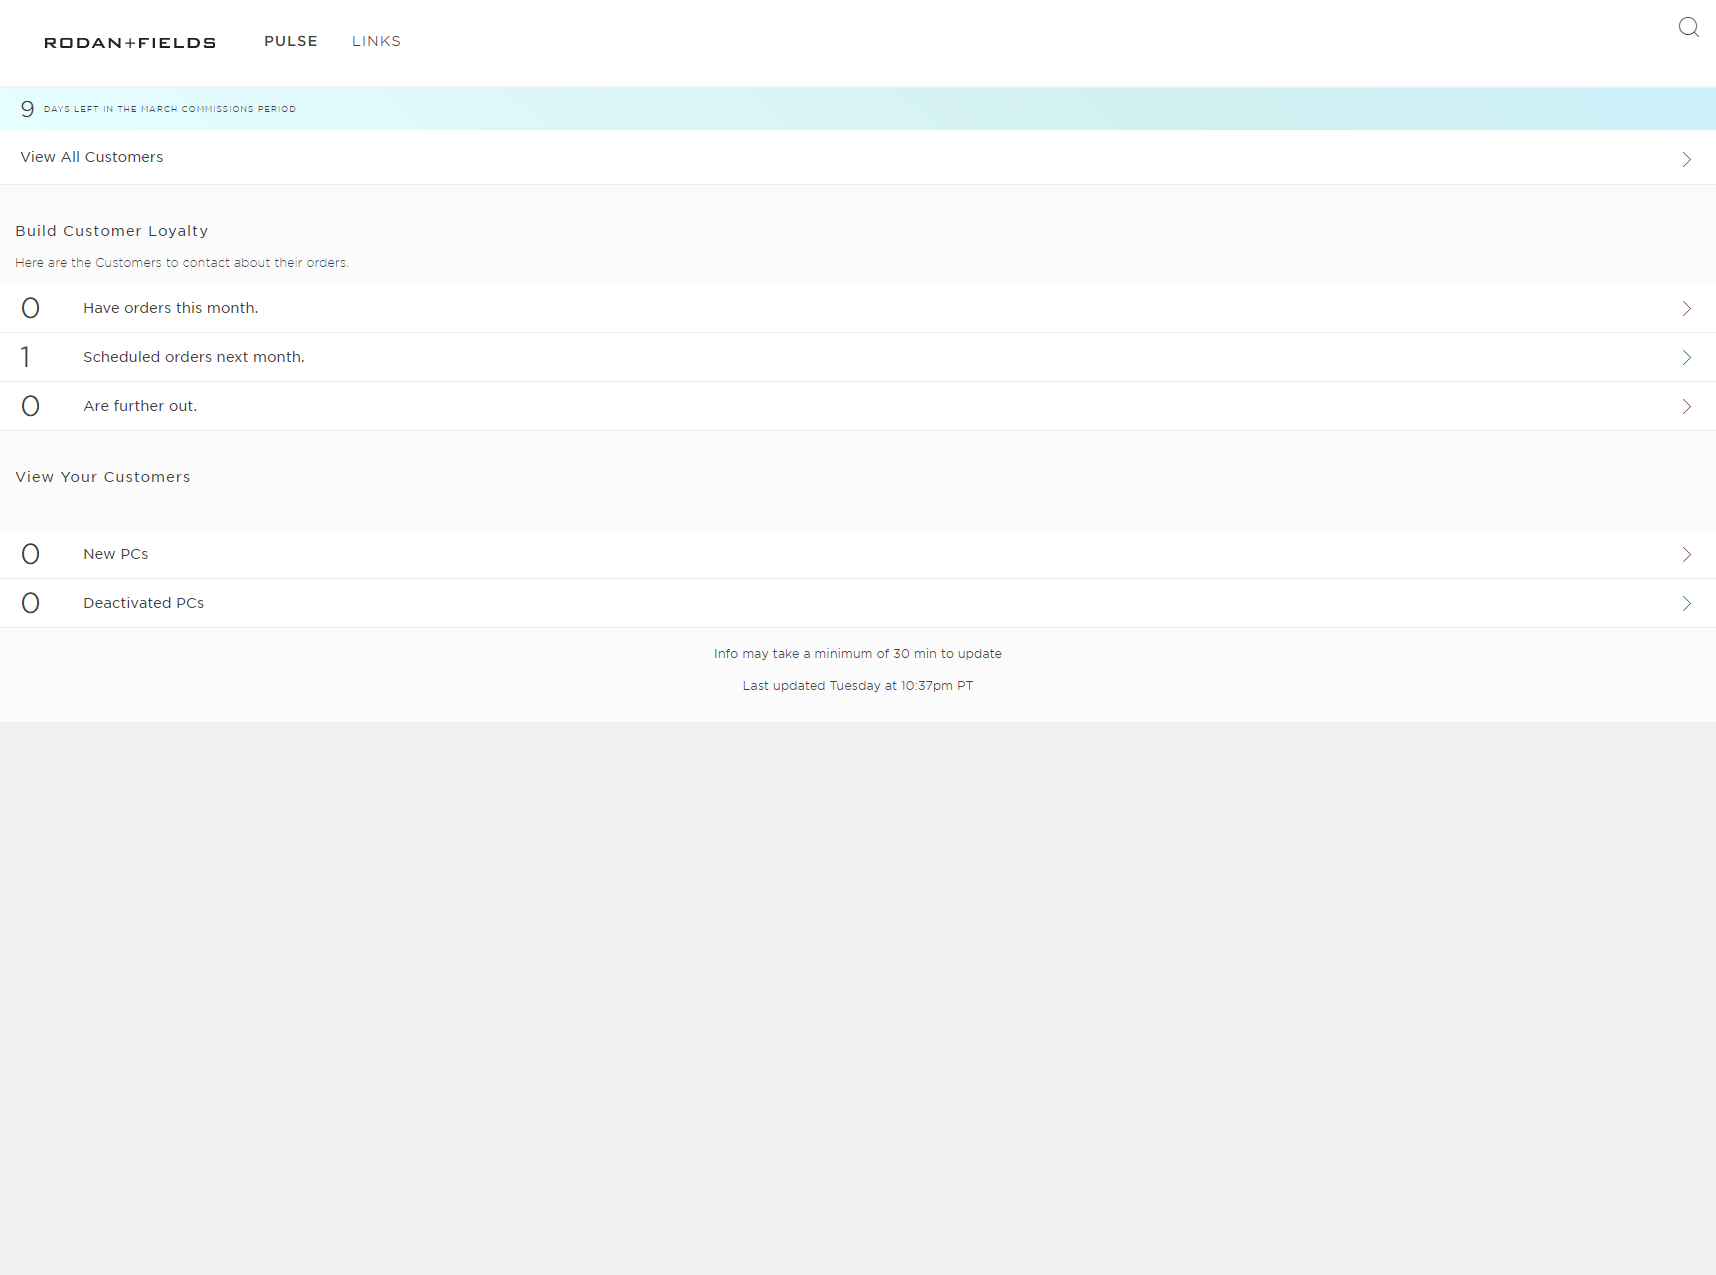 RODAN+FIELDS PULSE LINKS
9 DAYS LEFT IN THE MARCH COMMISSIONS PERIOD
View All Customers
Build Customer Loyalty
Here are the Customers to contact about their orders.
0 Have orders this month.
1 Scheduled orders next month.
0 Are further out.
View Your Customers
0 New PCs
0 Deactivated PCs
Info may take a minimum of 30 min to update
Last updated Tuesday at 10:37pm PT